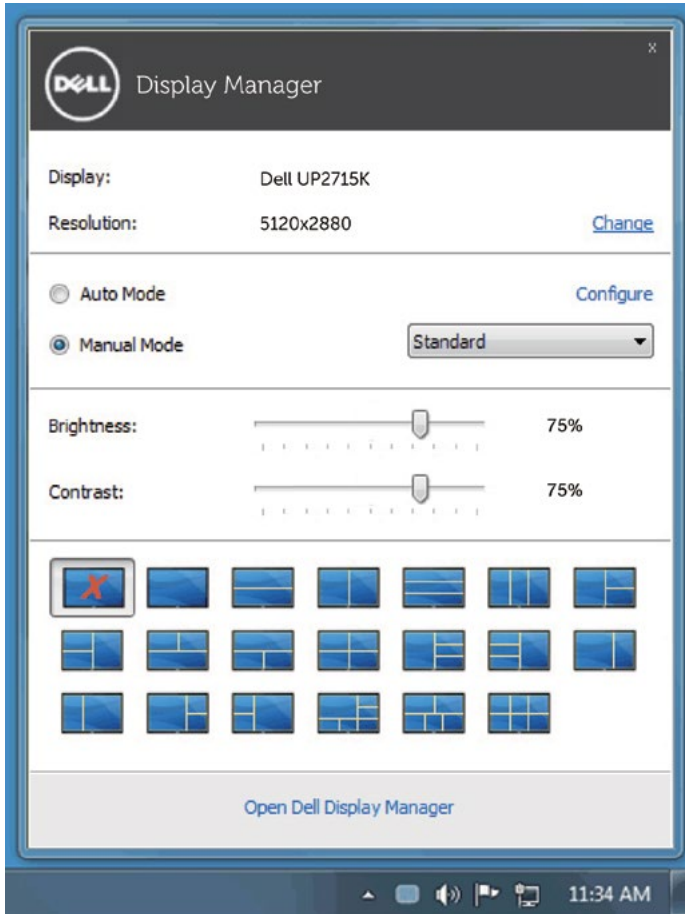 x
DELL Display Manager
Display: Dell UP2715K
Resolution: 5120x2880 Change
Auto Mode Configure
Manual Mode Standard
Brightness: 75%
Contrast: 75%
Open Dell Display Manager
11:34 AM